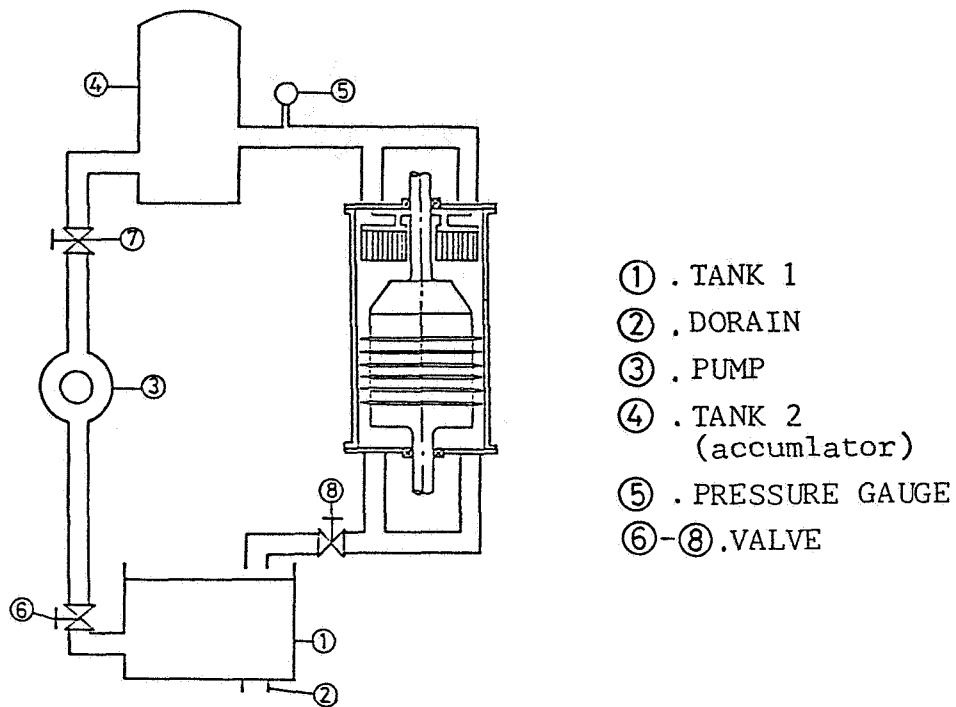 ④
⑤
⑦
③
⑧
⑥
①
②
① . TANK 1
② . DORAIN
③ . PUMP
④ . TANK 2
(accumlator)
⑤ . PRESSURE GAUGE
⑥-⑧.VALVE